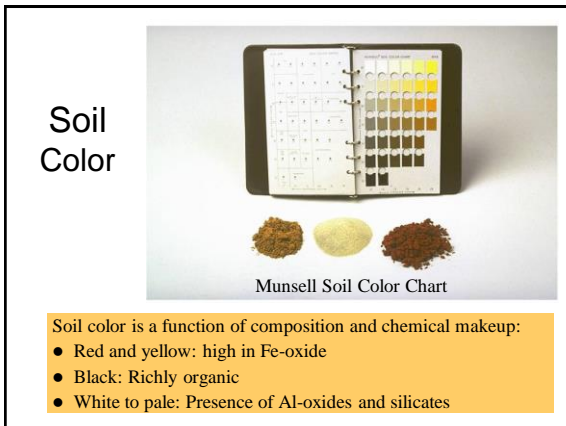 Soil
Color
Munsell Soil Color Chart
Soil color is a function of composition and chemical makeup:
● Red and yellow: high in Fe-oxide
● Black: Richly organic
● White to pale: Presence of Al-oxides and silicates